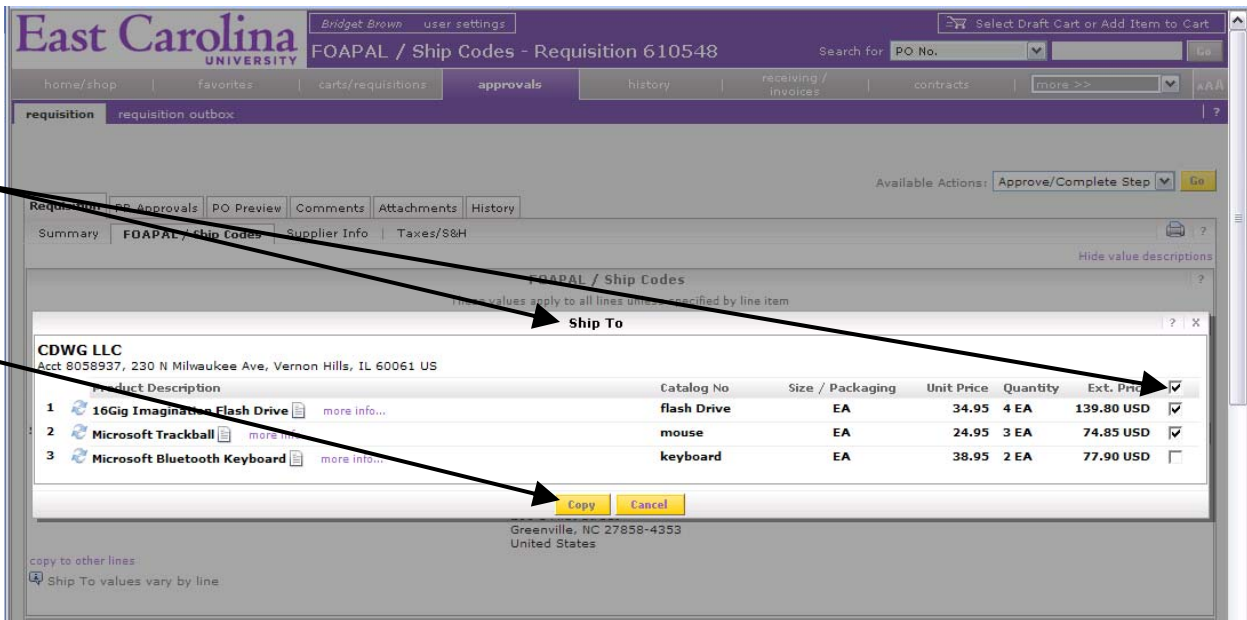 East Carolina
UNIVERSITY
Bridget Brown user settings
Select Draft Cart or Add Item to Cart
FOAPAL / Ship Codes - Requisition 610548
Search for PO No. Go
home/shop | favorites | carts/requisitions approvals history | receiving / invoices | contracts | more >> AAA
requisition requisition outbox | ?
Available Actions: Approve/Complete Step Go
Requisition PR Approvals PO Preview Comments Attachments History
Summary FOAPAL / Ship Codes Supplier Info | Taxes/S&H ?
Hide value descriptions
FOAPAL / Ship Codes ?
These values apply to all lines unless specified by line item
Ship To ? X
CDWG LLC
Acct 8058937, 230 N Milwaukee Ave, Vernon Hills, IL 60061 US
Product Description Catalog No Size / Packaging Unit Price Quantity Ext. Price
1 16Gig Imagination Flash Drive more info... flash Drive EA 34.95 4 EA 139.80 USD
2 Microsoft Trackball more info... mouse EA 24.95 3 EA 74.85 USD
3 Microsoft Bluetooth Keyboard more info... keyboard EA 38.95 2 EA 77.90 USD
Copy Cancel
Greenville, NC 27858-4353
United States
copy to other lines
Ship To values vary by line